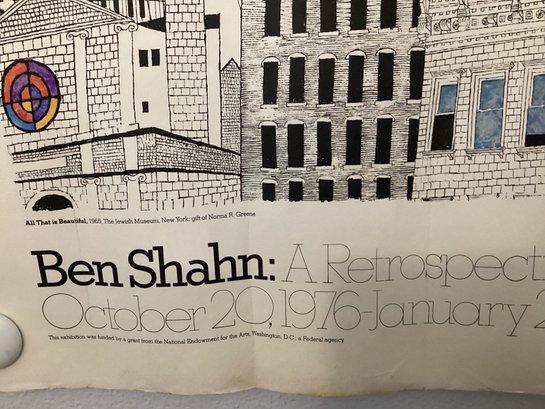 All That is Beautiful, 1965, The Jewish Museum, New York, gift of Norma R. Greene
Ben Shahn: A Retrospect
October 20, 1976-January 2
This exhibition was funded by a grant from the National Endowment for the Arts, Washington, D.C., a Federal agency.